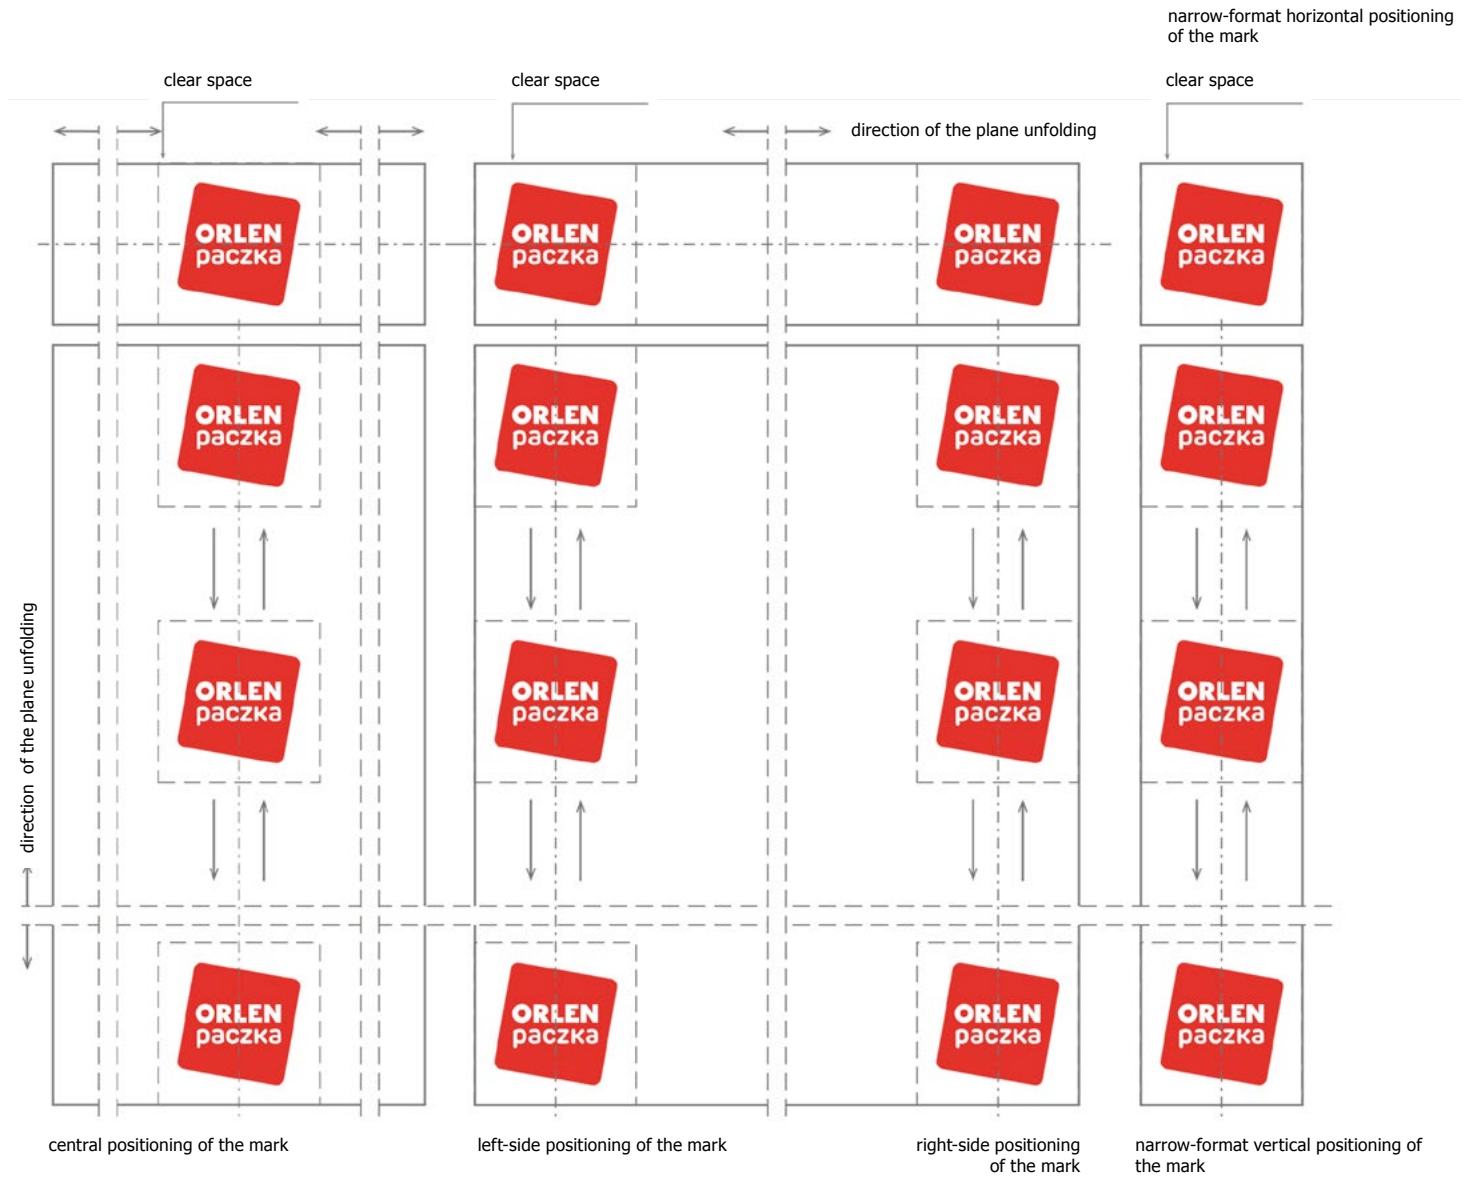 narrow-format horizontal positioning
of the mark
clear space
clear space
clear space
direction of the plane unfolding
ORLEN
paczka
ORLEN
paczka
ORLEN
paczka
ORLEN
paczka
ORLEN
paczka
ORLEN
paczka
ORLEN
paczka
ORLEN
paczka
direction of the plane unfolding
ORLEN
paczka
ORLEN
paczka
ORLEN
paczka
ORLEN
paczka
ORLEN
paczka
ORLEN
paczka
ORLEN
paczka
ORLEN
paczka
central positioning of the mark
left-side positioning of the mark
right-side positioning
of the mark
narrow-format vertical positioning of
the mark